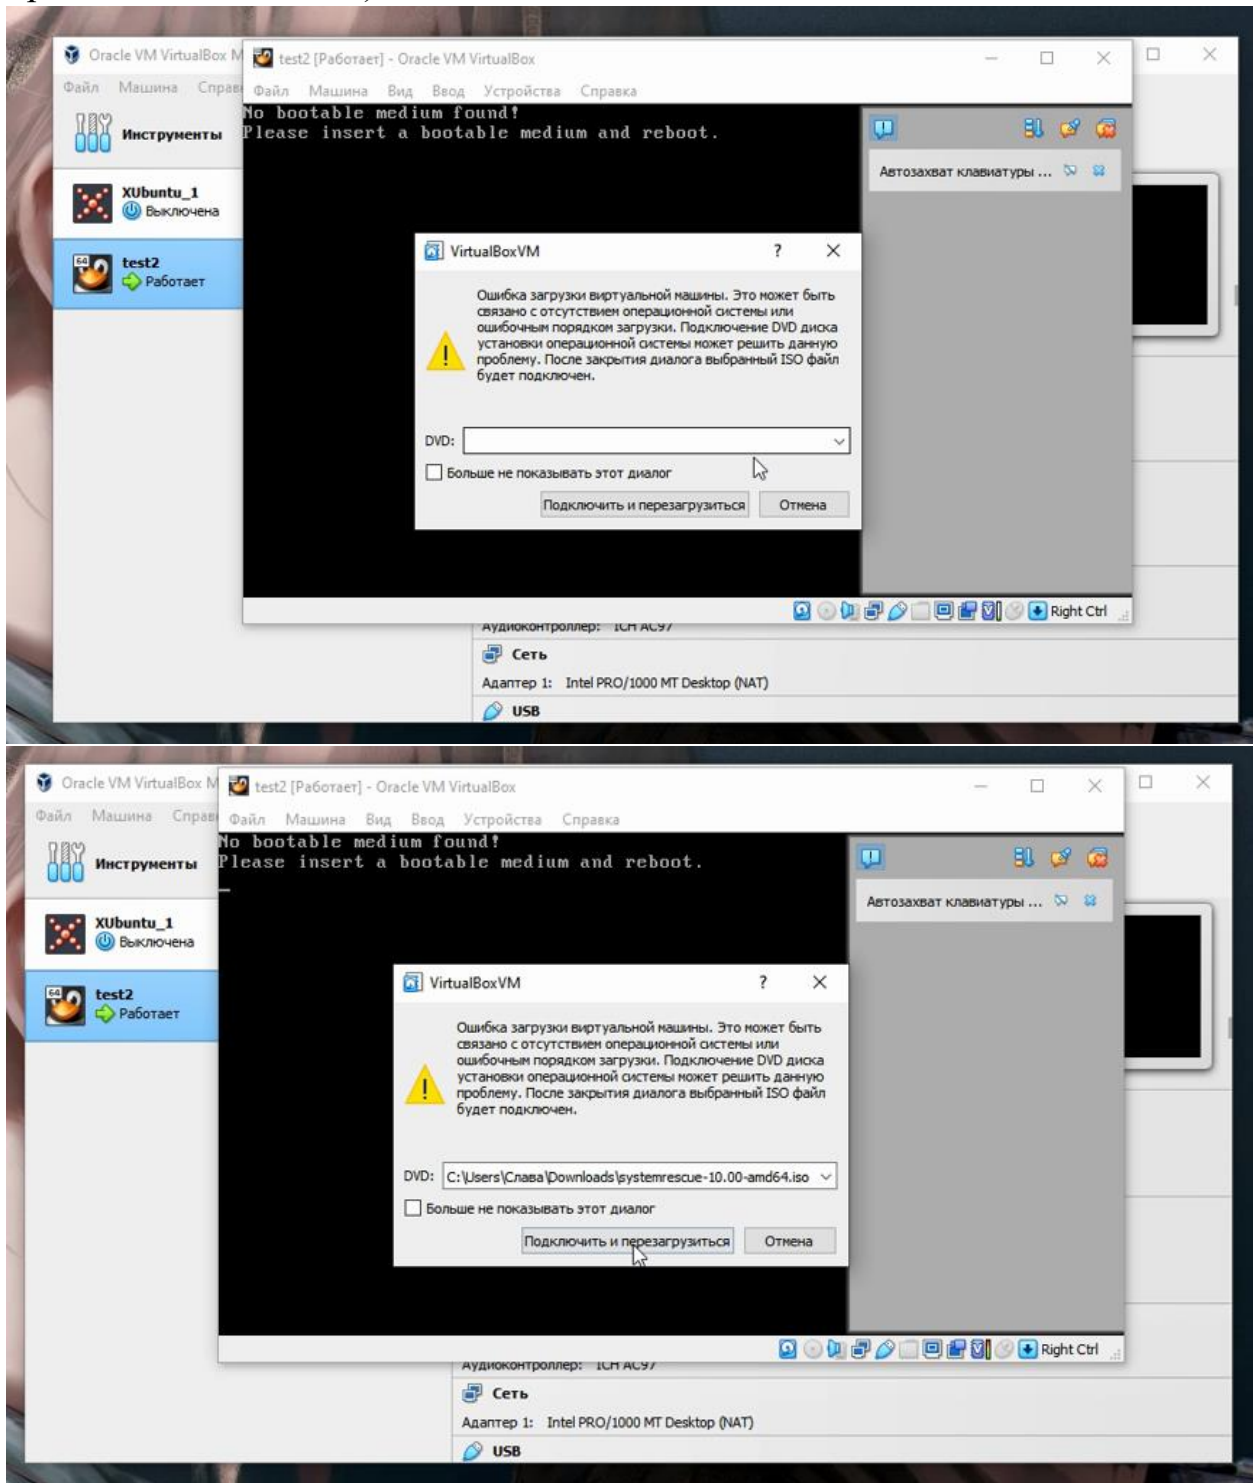 Oracle VM VirtualBox M
test2 [Работает] - Oracle VM VirtualBox
Файл Машина Справ
Файл Машина Вид Ввод Устройства Справка
No bootable medium found!
Please insert a bootable medium and reboot.
Инструменты
Автозахват клавиатуры ...
XUbuntu_1
Выключена
64
test2
Работает
VirtualBoxVM
Ошибка загрузки виртуальной машины. Это может быть
связано с отсутствием операционной системы или
ошибочным порядком загрузки. Подключение DVD диска
установки операционной системы может решить данную
проблему. После закрытия диалога выбранный ISO файл
будет подключен.
DVD:
Больше не показывать этот диалог
Подключить и перезагрузиться Отмена
Right Ctrl
Аудиоконтроллер: ICH AC97
Сеть
Адаптер 1: Intel PRO/1000 MT Desktop (NAT)
USB
Oracle VM VirtualBox M
test2 [Работает] - Oracle VM VirtualBox
Файл Машина Справ
Файл Машина Вид Ввод Устройства Справка
No bootable medium found!
Please insert a bootable medium and reboot.
Инструменты
Автозахват клавиатуры ...
XUbuntu_1
Выключена
64
test2
Работает
VirtualBoxVM
Ошибка загрузки виртуальной машины. Это может быть
связано с отсутствием операционной системы или
ошибочным порядком загрузки. Подключение DVD диска
установки операционной системы может решить данную
проблему. После закрытия диалога выбранный ISO файл
будет подключен.
DVD: C:\Users\Слава\Downloads\systemrescue-10.00-amd64.iso
Больше не показывать этот диалог
Подключить и перезагрузиться Отмена
Right Ctrl
Аудиоконтроллер: ICH AC97
Сеть
Адаптер 1: Intel PRO/1000 MT Desktop (NAT)
USB